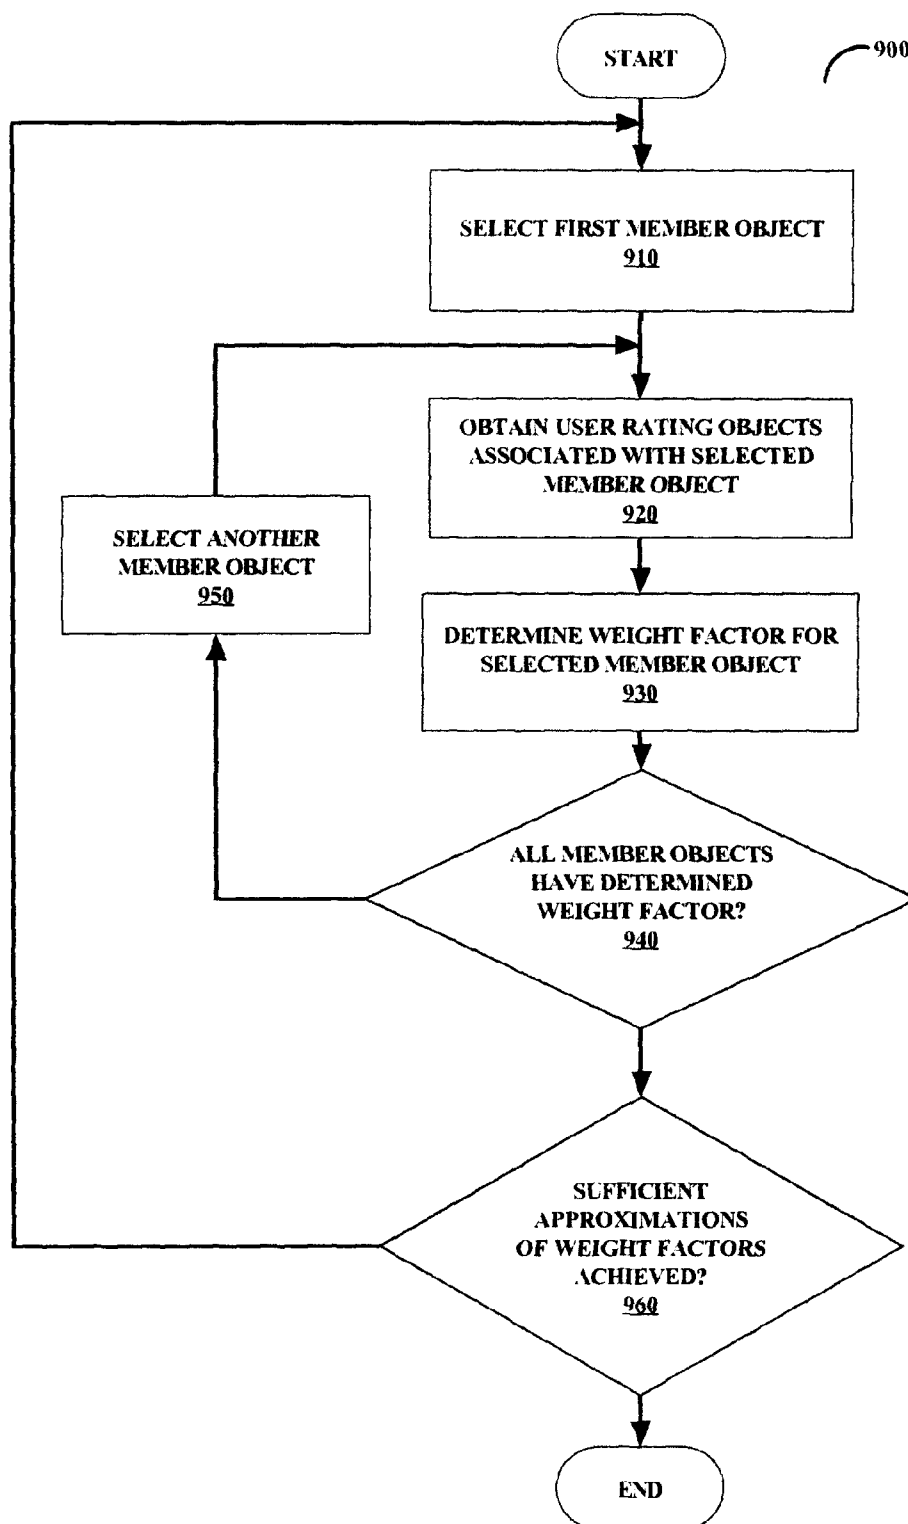 START
900
SELECT FIRST MEMBER OBJECT
910
OBTAIN USER RATING OBJECTS
ASSOCIATED WITH SELECTED
MEMBER OBJECT
920
SELECT ANOTHER
MEMBER OBJECT
950
DETERMINE WEIGHT FACTOR FOR
SELECTED MEMBER OBJECT
930
ALL MEMBER OBJECTS
HAVE DETERMINED
WEIGHT FACTOR?
940
SUFFICIENT
APPROXIMATIONS
OF WEIGHT FACTORS
ACHIEVED?
960
END